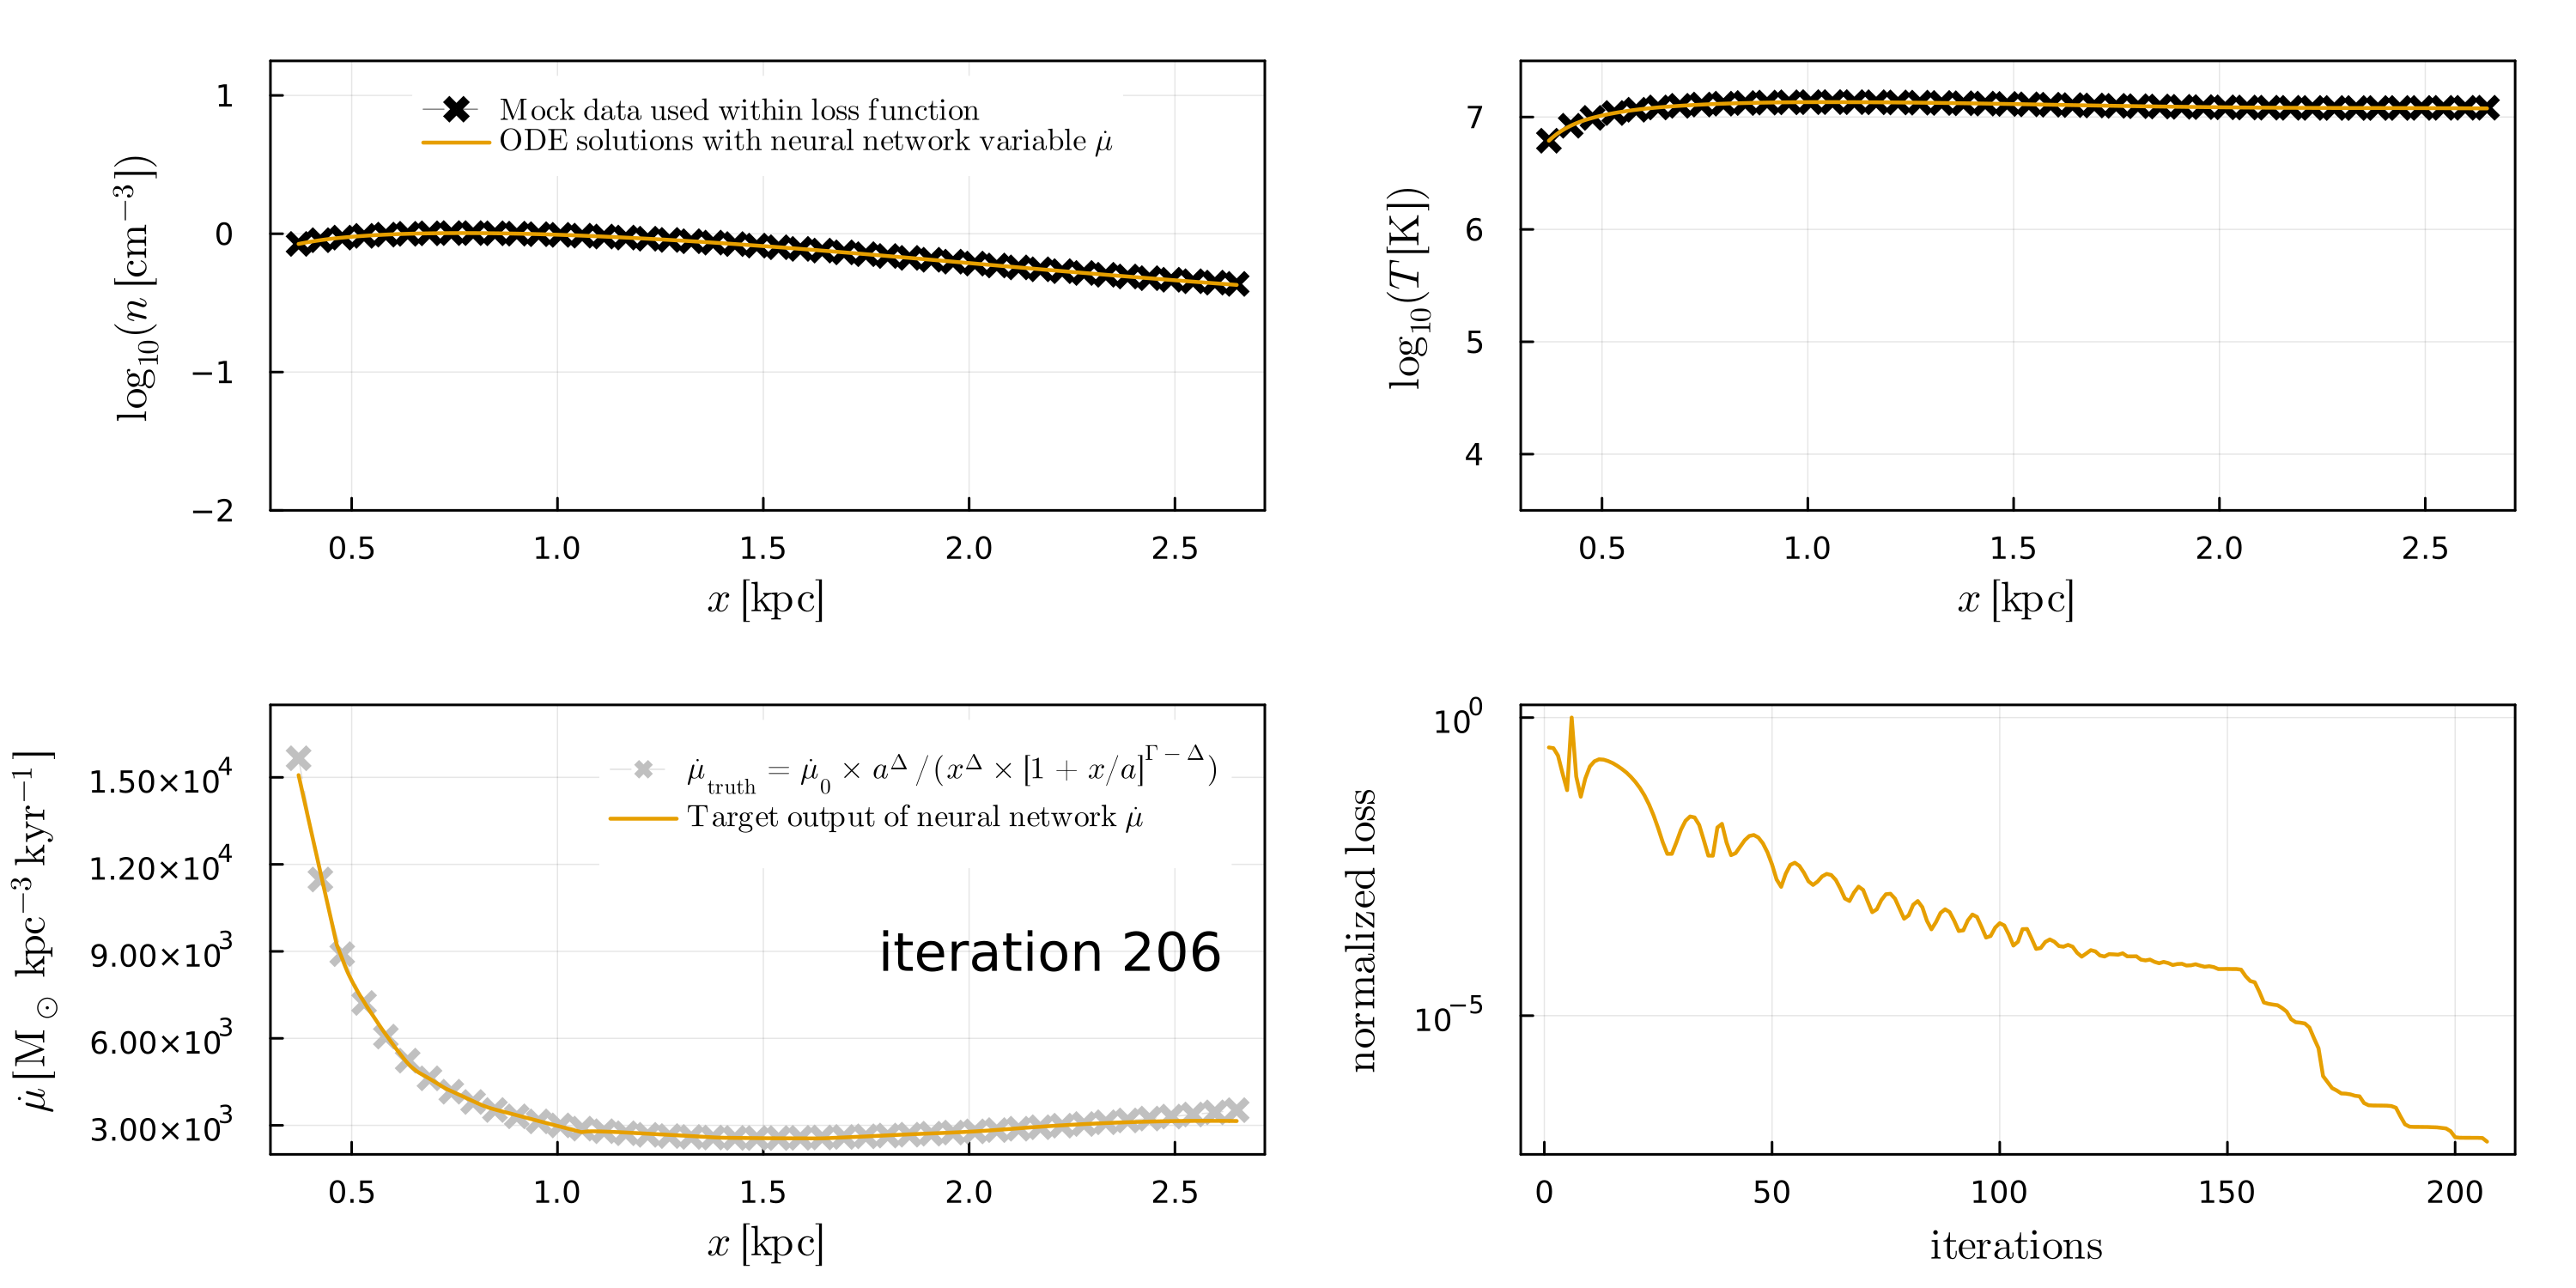 1
0
−1
−2
log₁₀(n [cm⁻³])
Mock data used within loss function
ODE solutions with neural network variable μ̇
0.5 1.0 1.5 2.0 2.5
x [kpc]
7
6
5
4
log₁₀(T[K])
0.5 1.0 1.5 2.0 2.5
x [kpc]
1.50×10⁴
1.20×10⁴
9.00×10³
6.00×10³
3.00×10³
μ̇ [M⊙ kpc⁻³ kyr⁻¹]
μ̇_truth = μ̇₀ × a^Δ / (x^Δ × [1 + x/a]^{Γ − Δ})
Target output of neural network μ̇
iteration 206
0.5 1.0 1.5 2.0 2.5
x [kpc]
10⁰
10⁻⁵
normalized loss
0 50 100 150 200
iterations